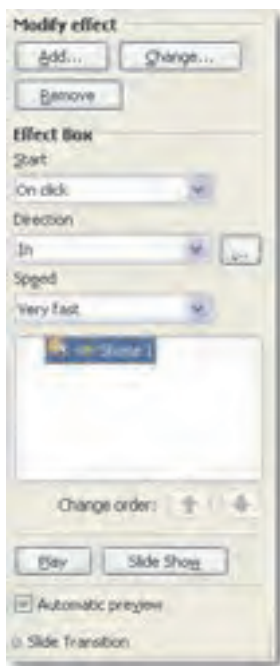 Modify effect
Add... Change...
Remove
Effect Box
Start
On click
Direction
In ...
Speed
Very fast
Shape 1
Change order:
Play Slide Show
Automatic preview
Slide Transition